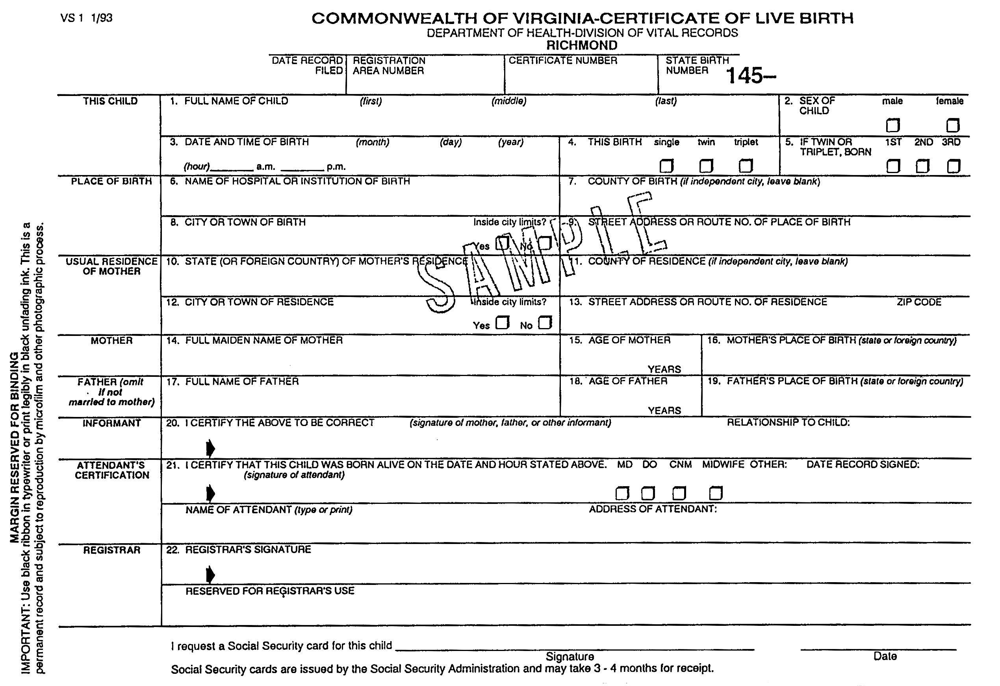 VS 1 1/93
COMMONWEALTH OF VIRGINIA-CERTIFICATE OF LIVE BIRTH
DEPARTMENT OF HEALTH-DIVISION OF VITAL RECORDS
RICHMOND
DATE RECORD FILED
REGISTRATION AREA NUMBER
CERTIFICATE NUMBER
STATE BIRTH NUMBER 145–
THIS CHILD
1. FULL NAME OF CHILD (first) (middle) (last)
2. SEX OF CHILD male female
3. DATE AND TIME OF BIRTH (month) (day) (year)
(hour)______ a.m. ______ p.m.
4. THIS BIRTH single twin triplet
5. IF TWIN OR TRIPLET, BORN 1ST 2ND 3RD
PLACE OF BIRTH
6. NAME OF HOSPITAL OR INSTITUTION OF BIRTH
7. COUNTY OF BIRTH (if independent city, leave blank)
8. CITY OR TOWN OF BIRTH Inside city limits?
Yes No
9. STREET ADDRESS OR ROUTE NO. OF PLACE OF BIRTH
SAMPLE
USUAL RESIDENCE OF MOTHER
10. STATE (OR FOREIGN COUNTRY) OF MOTHER'S RESIDENCE
11. COUNTY OF RESIDENCE (if independent city, leave blank)
12. CITY OR TOWN OF RESIDENCE Inside city limits?
Yes No
13. STREET ADDRESS OR ROUTE NO. OF RESIDENCE ZIP CODE
MOTHER
14. FULL MAIDEN NAME OF MOTHER
15. AGE OF MOTHER
YEARS
16. MOTHER'S PLACE OF BIRTH (state or foreign country)
FATHER (omit if not married to mother)
17. FULL NAME OF FATHER
18. AGE OF FATHER
YEARS
19. FATHER'S PLACE OF BIRTH (state or foreign country)
INFORMANT
20. I CERTIFY THE ABOVE TO BE CORRECT (signature of mother, father, or other informant) RELATIONSHIP TO CHILD:
ATTENDANT'S CERTIFICATION
21. I CERTIFY THAT THIS CHILD WAS BORN ALIVE ON THE DATE AND HOUR STATED ABOVE. MD DO CNM MIDWIFE OTHER: DATE RECORD SIGNED:
(signature of attendant)
NAME OF ATTENDANT (type or print) ADDRESS OF ATTENDANT:
REGISTRAR
22. REGISTRAR'S SIGNATURE
RESERVED FOR REGISTRAR'S USE
I request a Social Security card for this child
Signature Date
Social Security cards are issued by the Social Security Administration and may take 3 - 4 months for receipt.
MARGIN RESERVED FOR BINDING
IMPORTANT: Use black ribbon in typewriter or print legibly in black unfading ink. This is a
permanent record and subject to reproduction by microfilm and other photographic process.